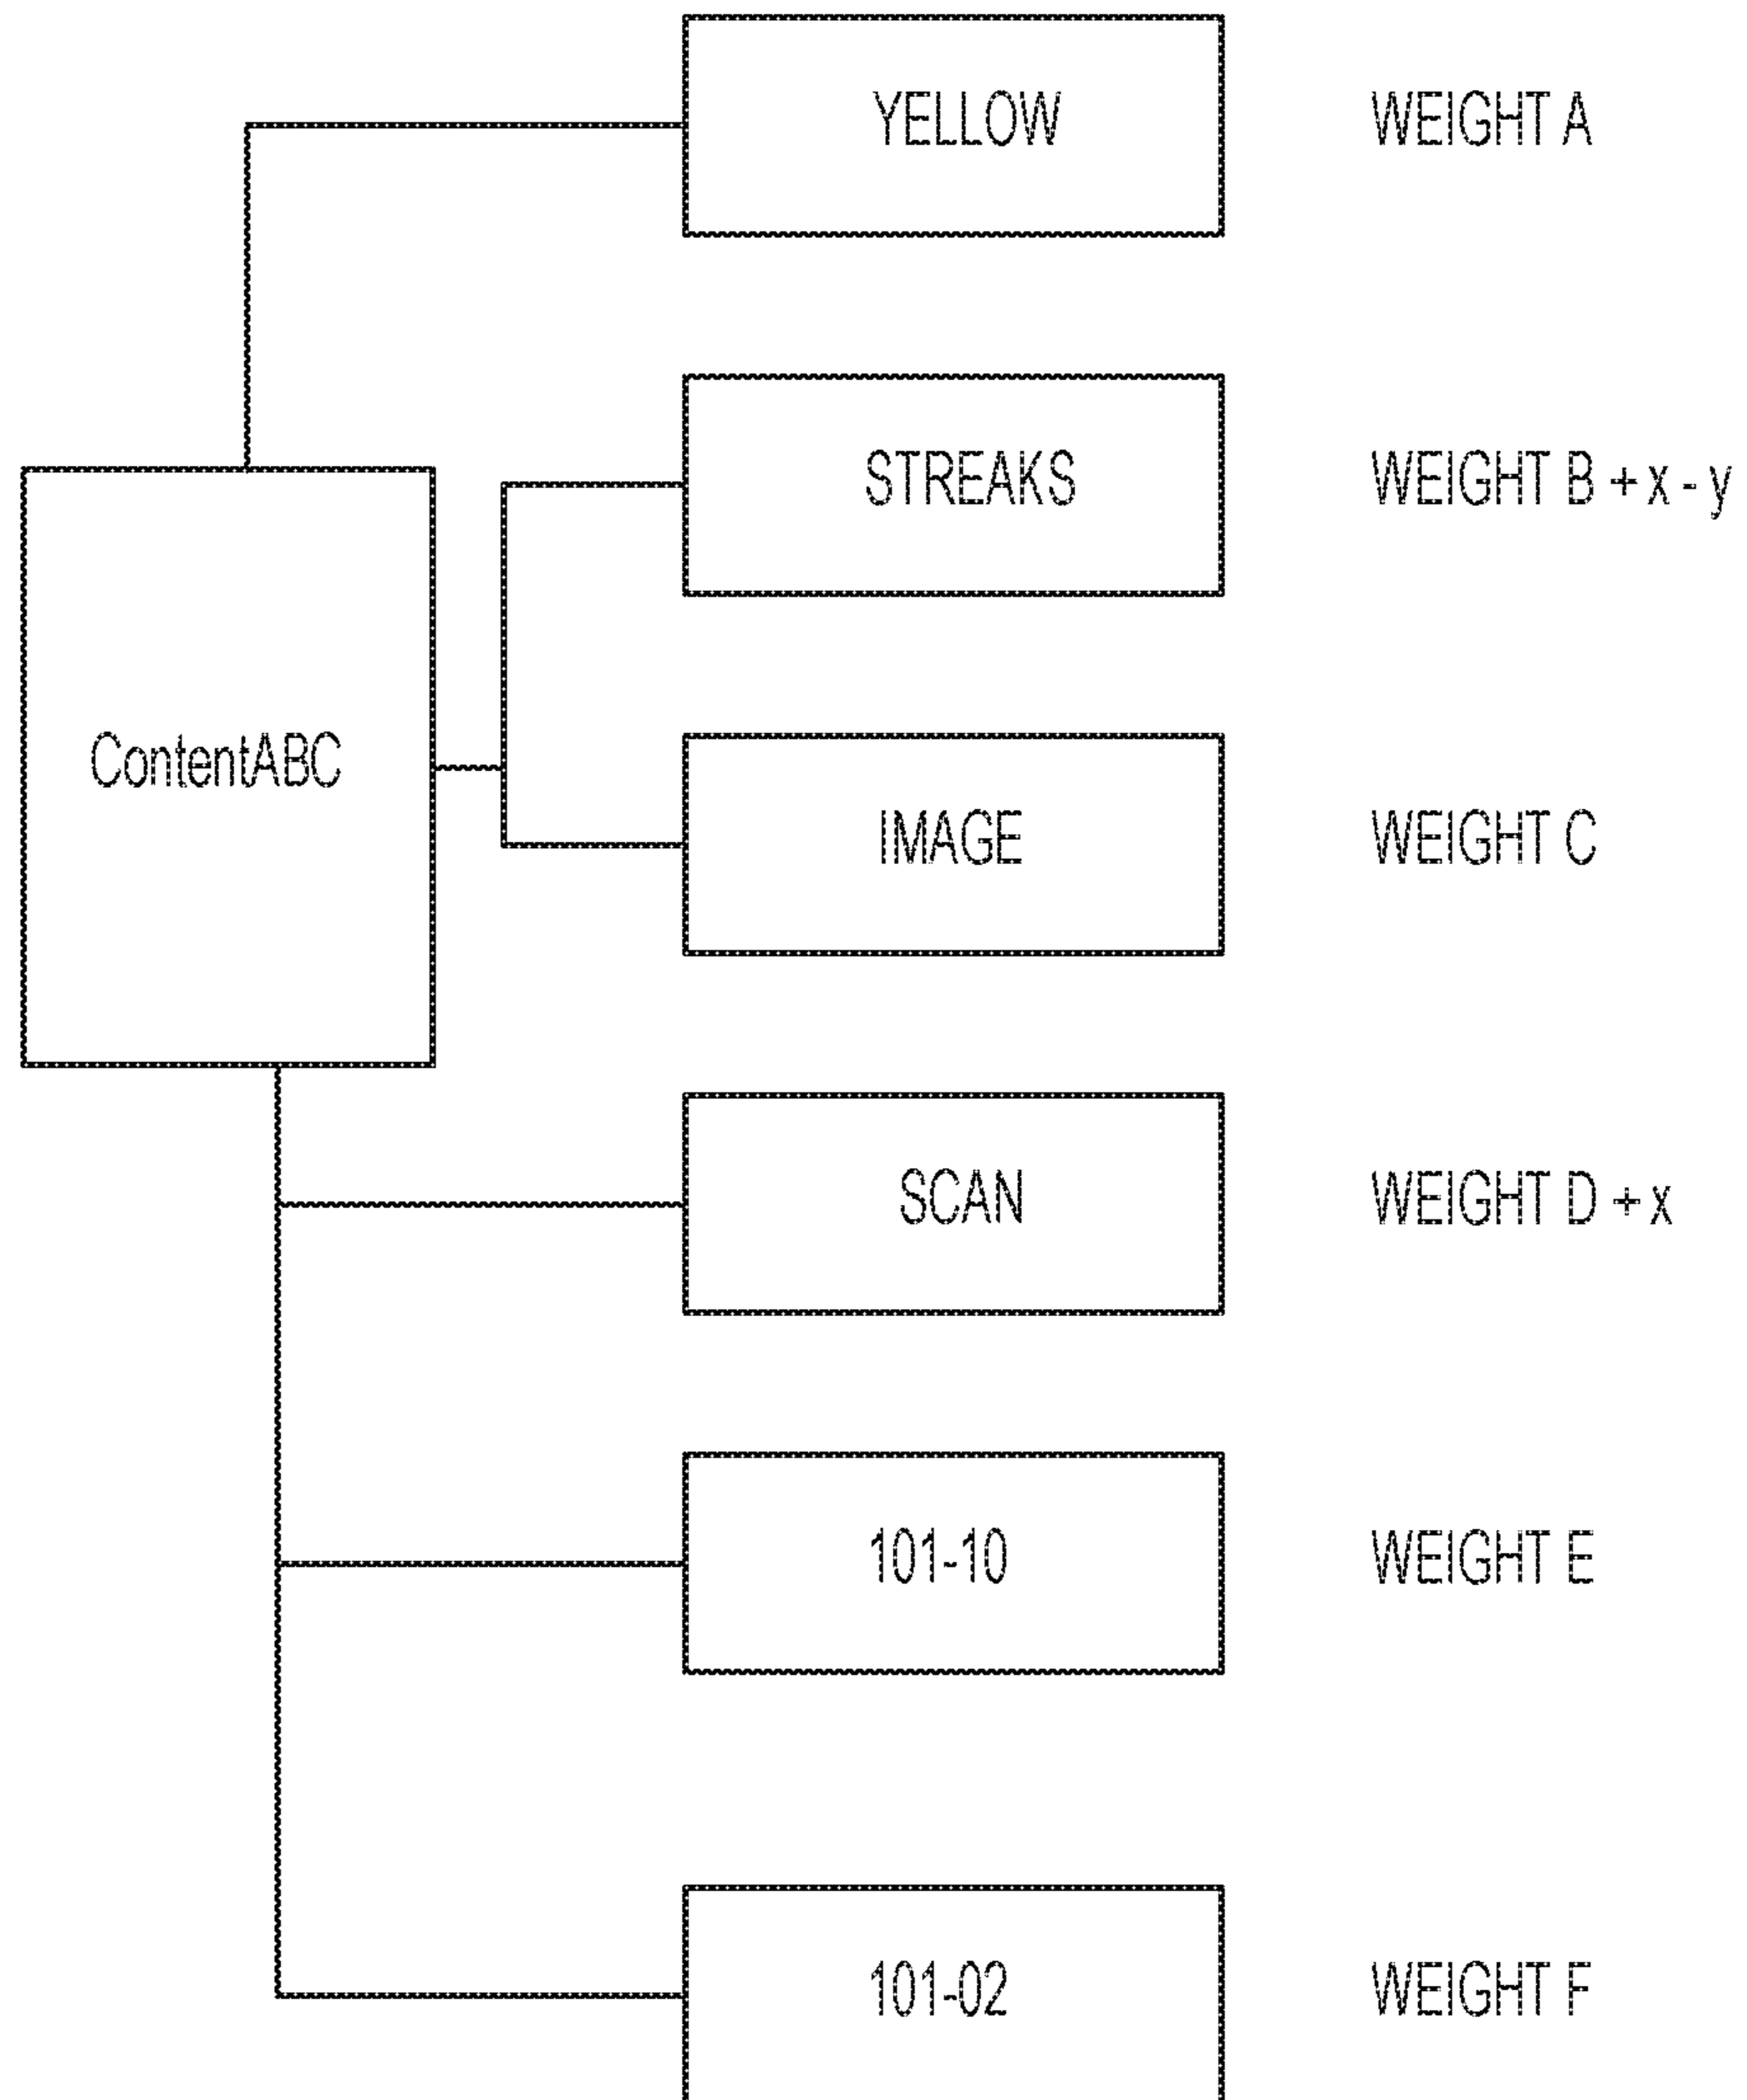 YELLOW WEIGHT A
STREAKS WEIGHT B + x - y
ContentABC
IMAGE WEIGHT C
SCAN WEIGHT D + x
101-10 WEIGHT E
101-02 WEIGHT F